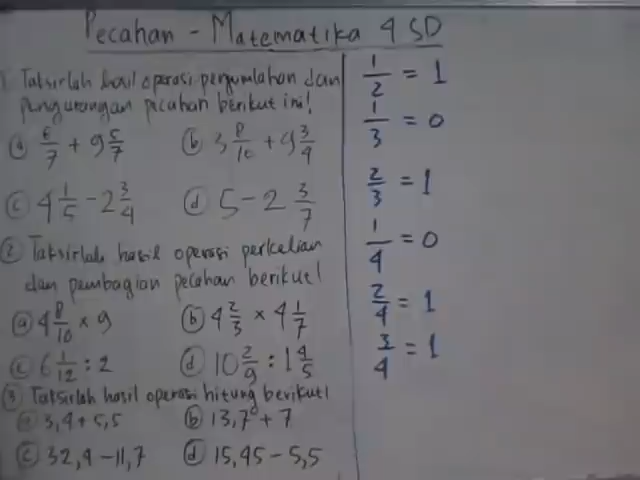 Pecahan - Matematika 4 SD
1. Taksirlah hasil operasi penjumlahan dan
pengurangan pecahan berikut ini!
a 6/7 + 9 5/7
b 3 8/10 + 9 3/4
c 4 1/5 - 2 3/4
d 5 - 2 3/7
2 Taksirlah hasil operasi perkalian
dan pembagian pecahan berikut!
a 4 8/10 × 9
b 4 2/3 × 4 1/7
c 6 1/12 : 2
d 10 2/9 : 1 4/5
3 Taksirlah hasil operasi hitung berikut!
a 3,4 + 5,5
b 13,7 + 7
c 32,4 - 11,7
d 15,45 - 5,5
1/2 = 1
1/3 = 0
2/3 = 1
1/4 = 0
2/4 = 1
3/4 = 1